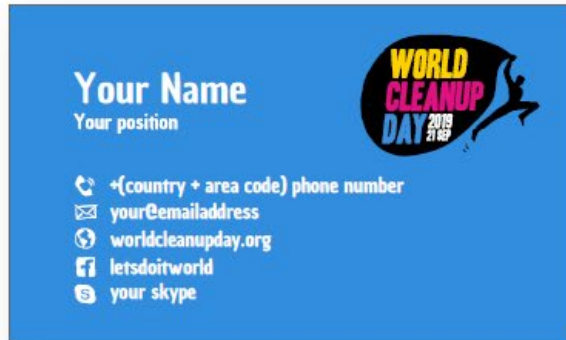 Your Name
Your position
WORLD
CLEANUP
DAY 2019
21 SEP
+(country + area code) phone number
your@emailaddress
worldcleanupday.org
letsdoitworld
your skype